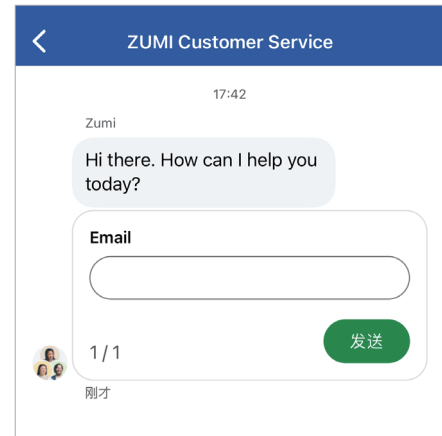 ZUMI Customer Service
17:42
Zumi
Hi there. How can I help you
today?
Email
1/1
发送
刚才